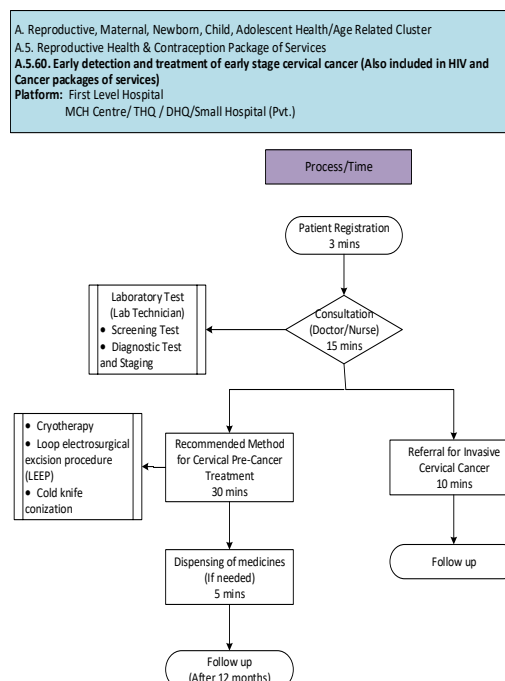 A. Reproductive, Maternal, Newborn, Child, Adolescent Health/Age Related Cluster
A.5. Reproductive Health & Contraception Package of Services
A.5.60. Early detection and treatment of early stage cervical cancer (Also included in HIV and
Cancer packages of services)
Platform: First Level Hospital
MCH Centre/ THQ / DHQ/Small Hospital (Pvt.)
Process/Time
Patient Registration
3 mins
Consultation
(Doctor/Nurse)
15 mins
Laboratory Test
(Lab Technician)
• Screening Test
• Diagnostic Test
and Staging
Recommended Method
for Cervical Pre-Cancer
Treatment
30 mins
• Cryotherapy
• Loop electrosurgical
excision procedure
(LEEP)
• Cold knife
conization
Referral for Invasive
Cervical Cancer
10 mins
Dispensing of medicines
(If needed)
5 mins
Follow up
Follow up
(After 12 months)